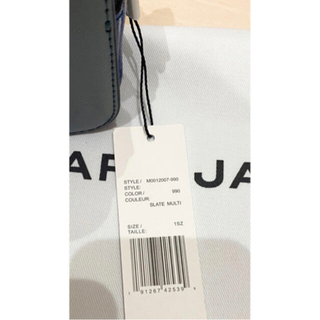 AR JA
STYLE / M0012007-990
STYLE:
COLOR / 990
COULEUR:
SLATE MULTI
SIZE / 1SZ
TAILLE: